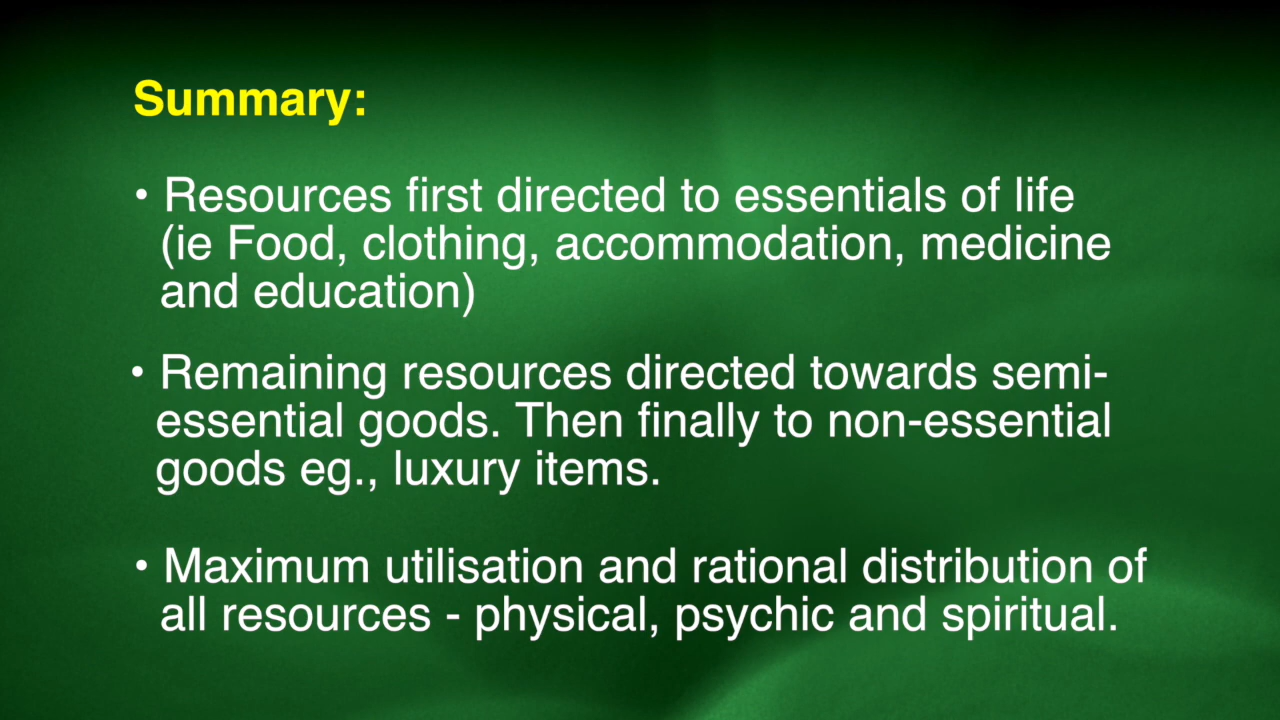 Summary:
• Resources first directed to essentials of life
(ie Food, clothing, accommodation, medicine
and education)
• Remaining resources directed towards semi-
essential goods. Then finally to non-essential
goods eg., luxury items.
• Maximum utilisation and rational distribution of
all resources - physical, psychic and spiritual.